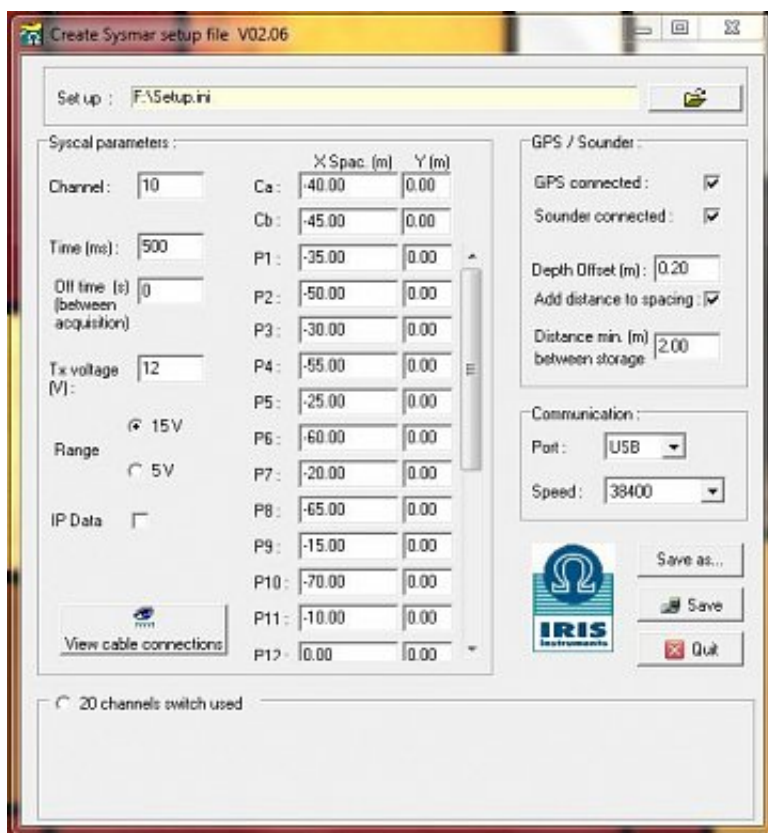 Create Sysmar setup file V02.06
Set up : F:\Setup.ini
Syscal parameters :
X Spac. (m) Y (m)
Channel : 10
Ca : -40.00 0.00
Cb : -45.00 0.00
Time (ms) : 500
P1 : -35.00 0.00
Off time (s) 0
(between
acquisition)
P2 : -50.00 0.00
P3 : -30.00 0.00
Tx voltage 12
(V) :
P4 : -55.00 0.00
P5 : -25.00 0.00
Range
15 V
5 V
P6 : -60.00 0.00
P7 : -20.00 0.00
IP Data
P8 : -65.00 0.00
P9 : -15.00 0.00
P10 : -70.00 0.00
P11 : -10.00 0.00
P12 : 0.00 0.00
View cable connections
GPS / Sounder :
GPS connected :
Sounder connected :
Depth Offset (m) : 0.20
Add distance to spacing :
Distance min. (m) 2.00
between storage
Communication :
Port : USB
Speed : 38400
IRIS
Instruments
Save as...
Save
Quit
20 channels switch used